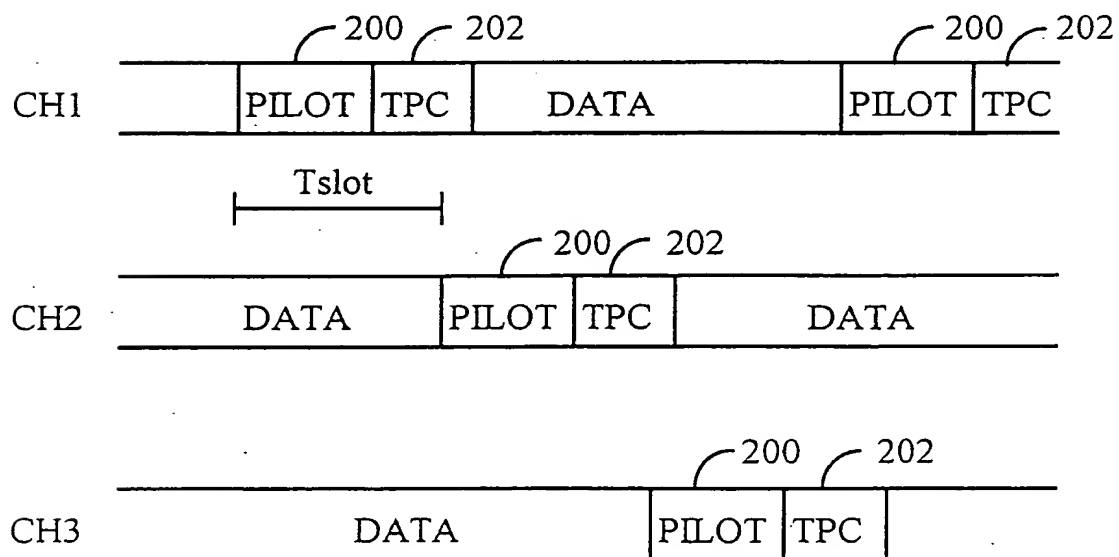 200 202 200 202
CH1 PILOT TPC DATA PILOT TPC
Tslot
200 202
CH2 DATA PILOT TPC DATA
200 202
CH3 DATA PILOT TPC